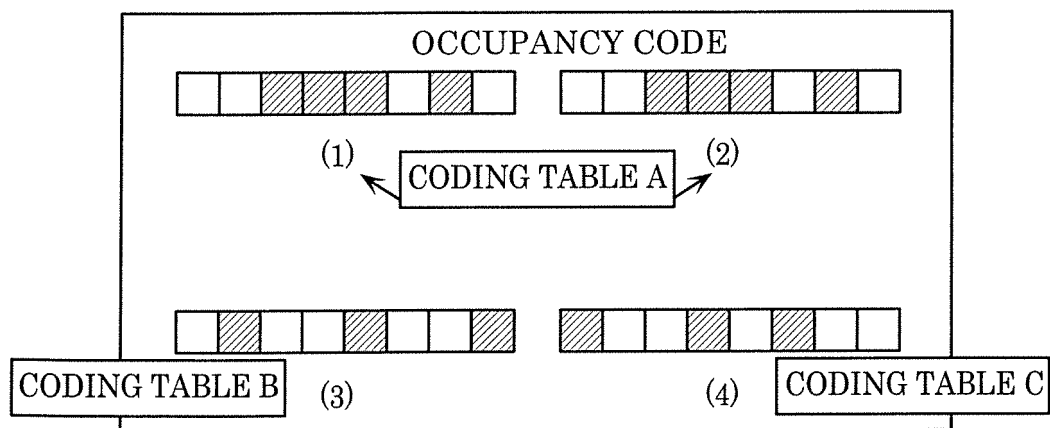 OCCUPANCY CODE
(1)
(2)
CODING TABLE A
CODING TABLE B
(3)
(4)
CODING TABLE C